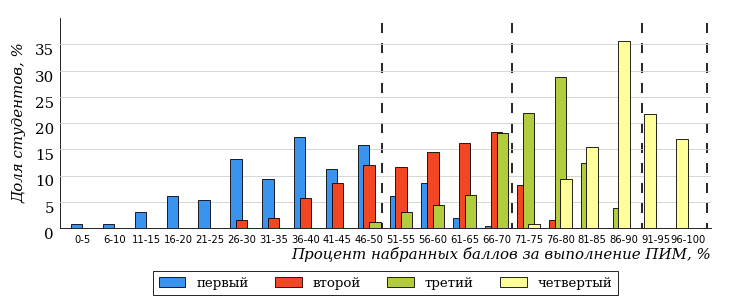 Доля студентов, %
35
30
25
20
15
10
5
0
0-5 6-10 11-15 16-20 21-25 26-30 31-35 36-40 41-45 46-50 51-55 56-60 61-65 66-70 71-75 76-80 81-85 86-90 91-95 96-100
Процент набранных баллов за выполнение ПИМ, %
первый второй третий четвертый